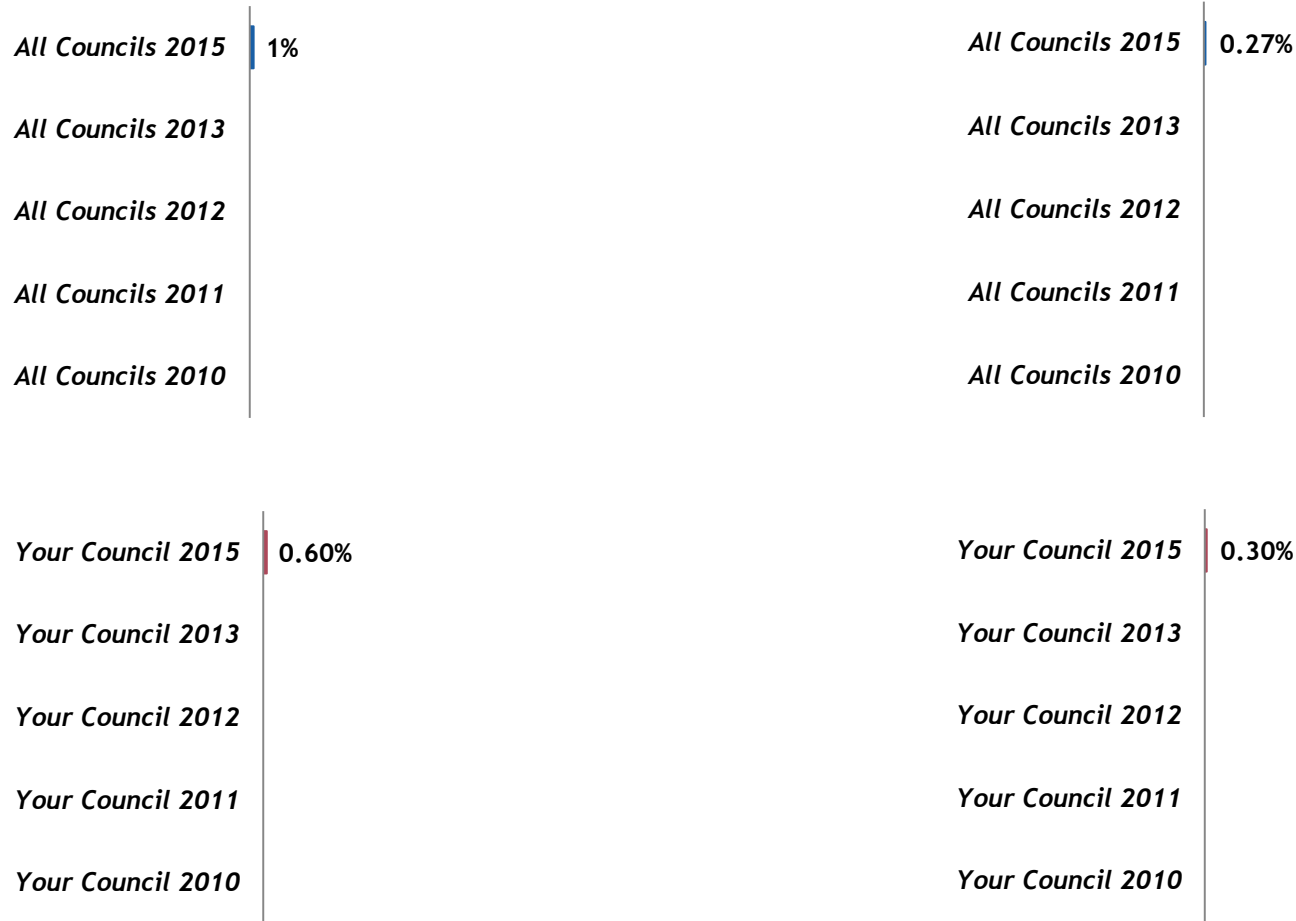 All Councils 2015 1%
All Councils 2013
All Councils 2012
All Councils 2011
All Councils 2010
All Councils 2015 0.27%
All Councils 2013
All Councils 2012
All Councils 2011
All Councils 2010
Your Council 2015 0.60%
Your Council 2013
Your Council 2012
Your Council 2011
Your Council 2010
Your Council 2015 0.30%
Your Council 2013
Your Council 2012
Your Council 2011
Your Council 2010